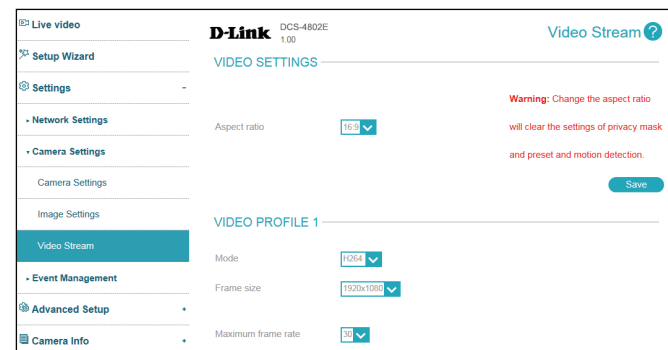 Live video
Setup Wizard
Settings -
Network Settings
Camera Settings
Camera Settings
Image Settings
Video Stream
Event Management
Advanced Setup +
Camera Info +
D-Link DCS-4802E
1.00
Video Stream ?
VIDEO SETTINGS
Aspect ratio 16:9
Warning: Change the aspect ratio
will clear the settings of privacy mask
and preset and motion detection.
Save
VIDEO PROFILE 1
Mode H264
Frame size 1920x1080
Maximum frame rate 30